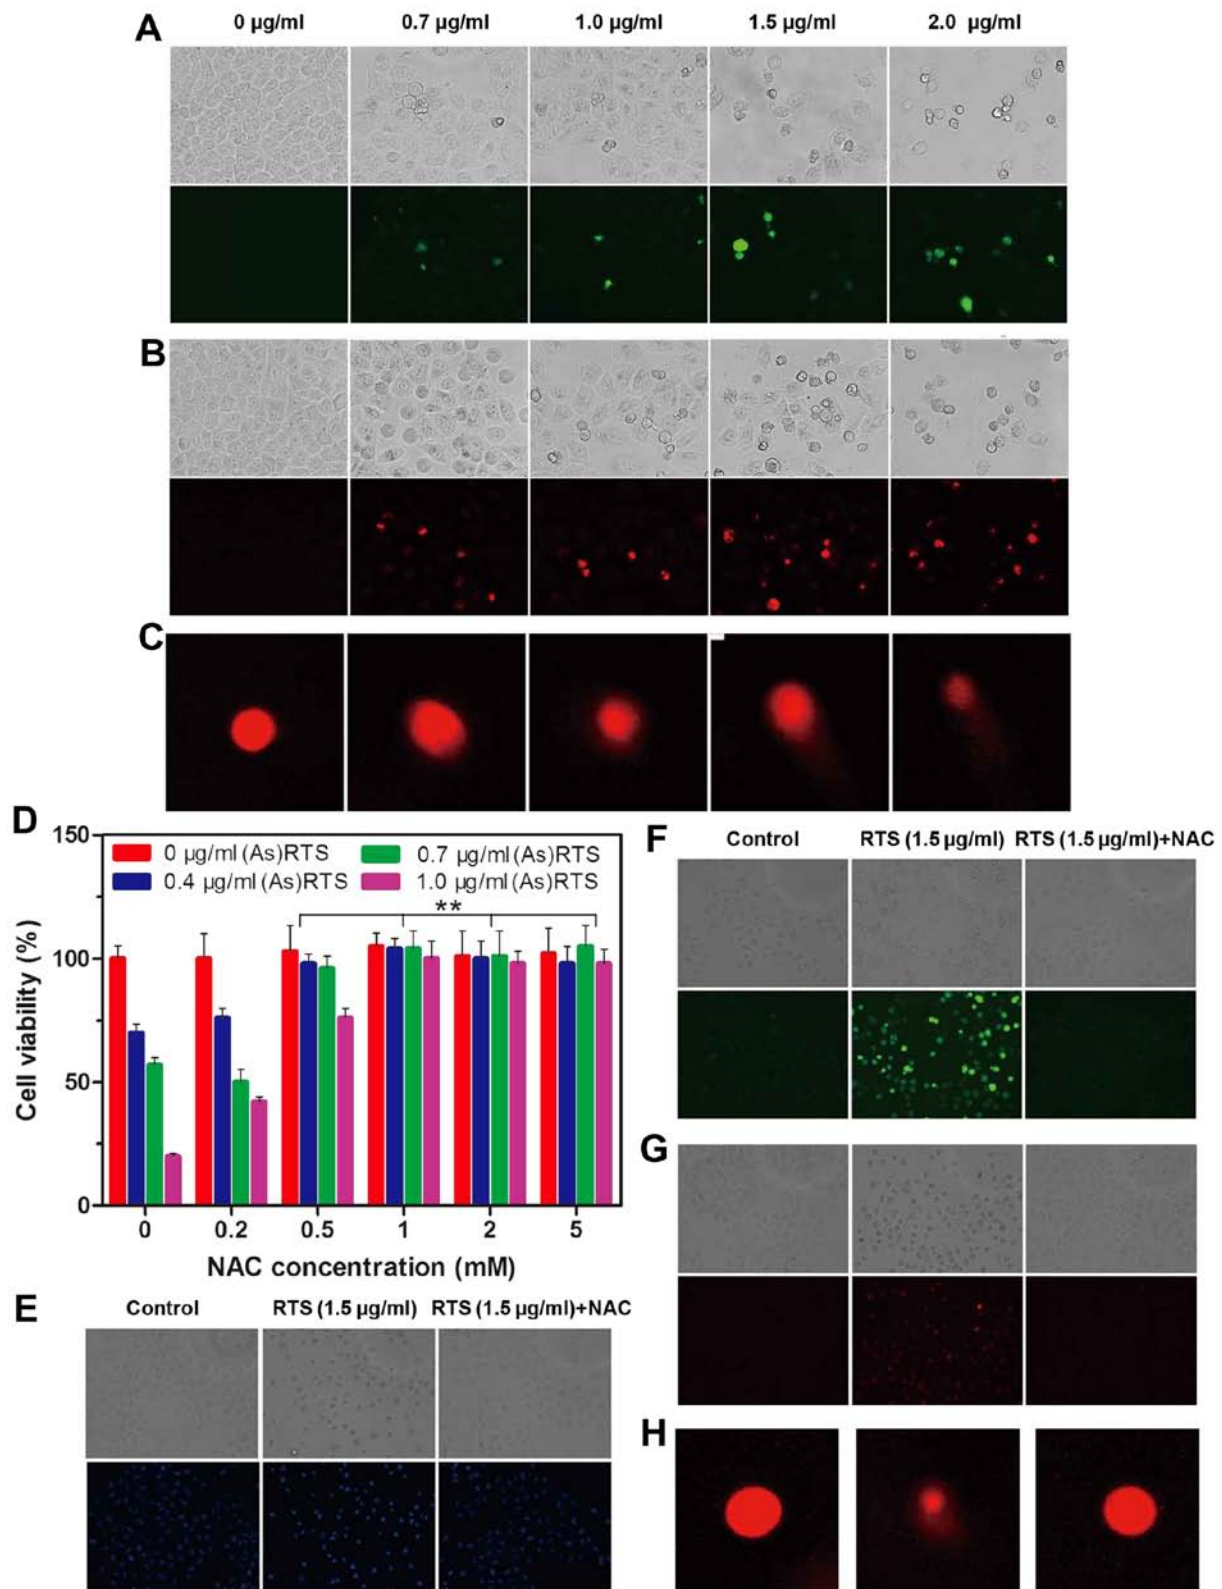 A
0 µg/ml
0.7 µg/ml
1.0 µg/ml
1.5 µg/ml
2.0 µg/ml
B
C
D
150
100
50
0
Cell viability (%)
0 µg/ml (As)RTS
0.7 µg/ml (As)RTS
0.4 µg/ml (As)RTS
1.0 µg/ml (As)RTS
**
0
0.2
0.5
1
2
5
NAC concentration (mM)
E
Control
RTS (1.5 µg/ml)
RTS (1.5 µg/ml)+NAC
F
Control
RTS (1.5 µg/ml)
RTS (1.5 µg/ml)+NAC
G
H